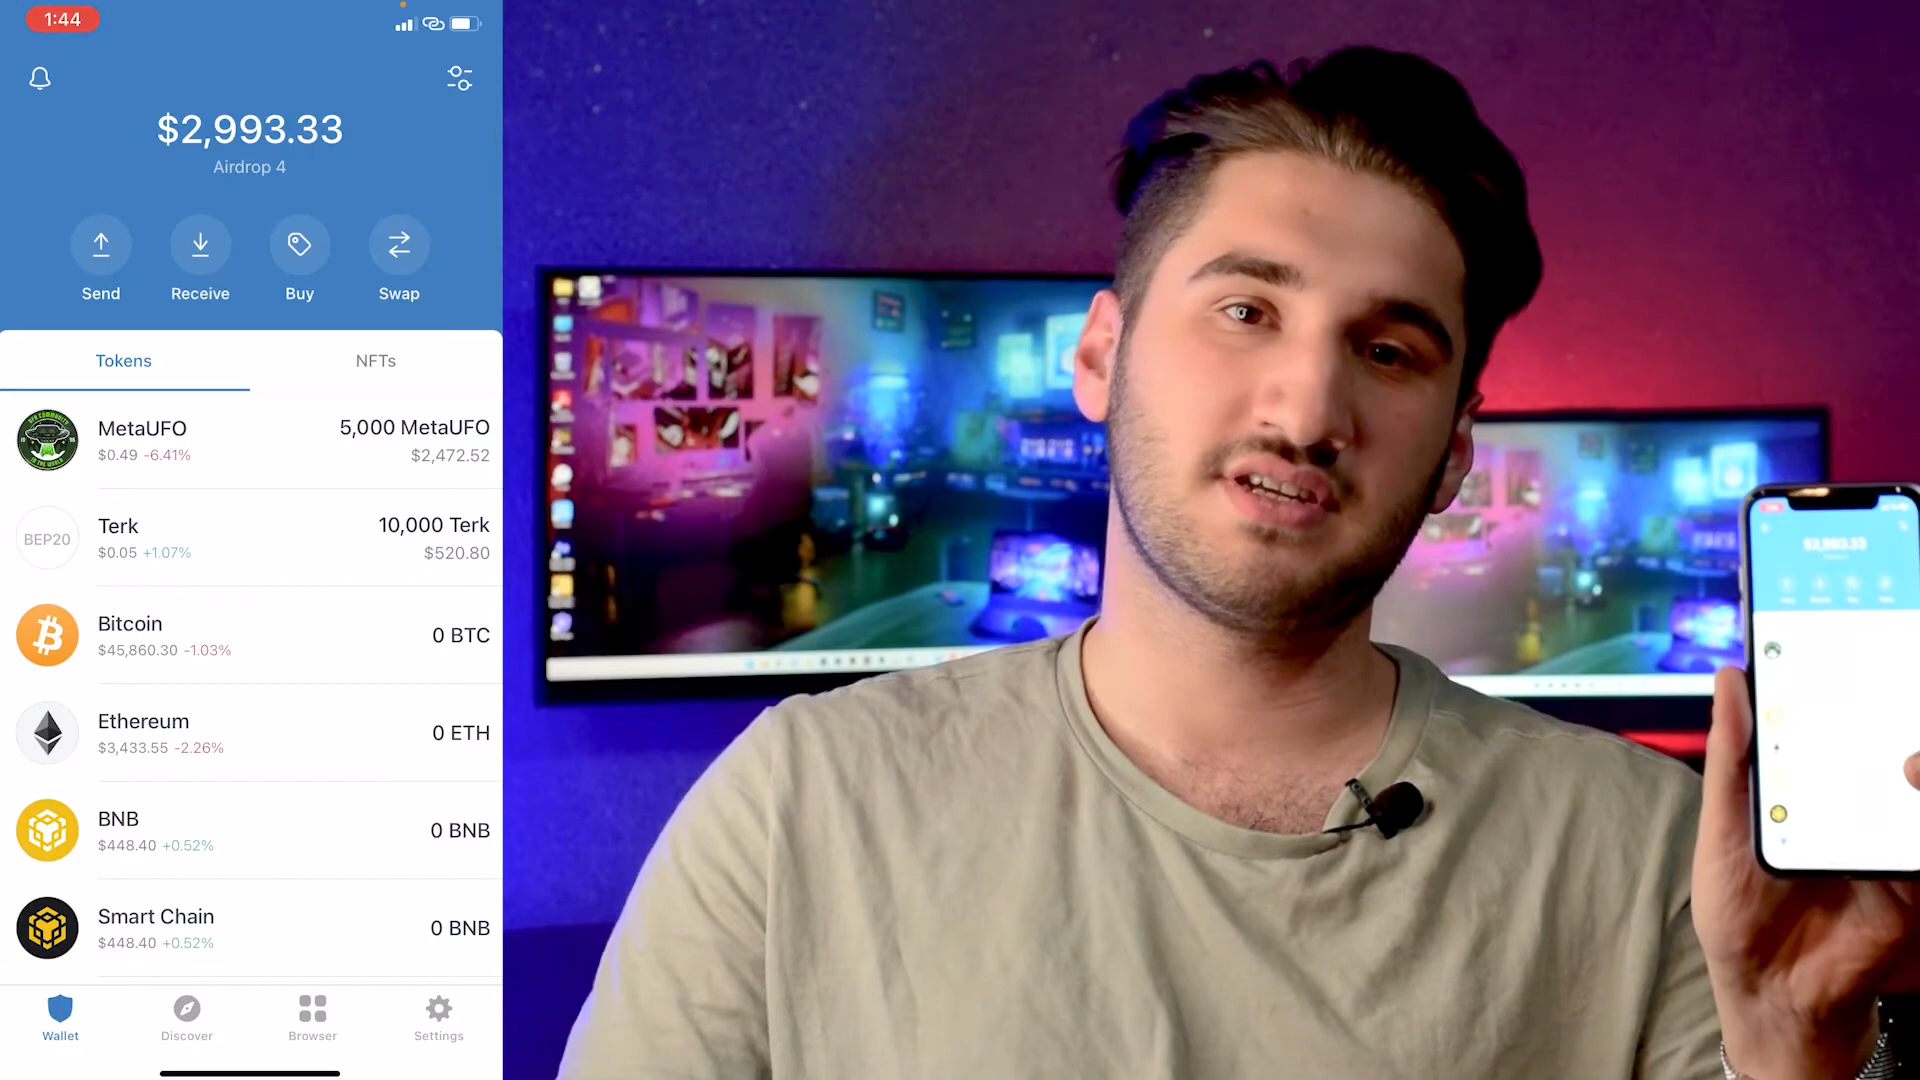 1:44
$2,993.33
Airdrop 4
Send
Receive
Buy
Swap
Tokens
NFTs
MetaUFO
5,000 MetaUFO
$0.49 -6.41%
$2,472.52
BEP20
Terk
10,000 Terk
$0.05 +1.07%
$520.80
Bitcoin
$45,860.30 -1.03%
0 BTC
Ethereum
$3,433.55 -2.26%
0 ETH
BNB
$448.40 +0.52%
0 BNB
Smart Chain
$448.40 +0.52%
0 BNB
Wallet
Discover
Browser
Settings
$2,993.33